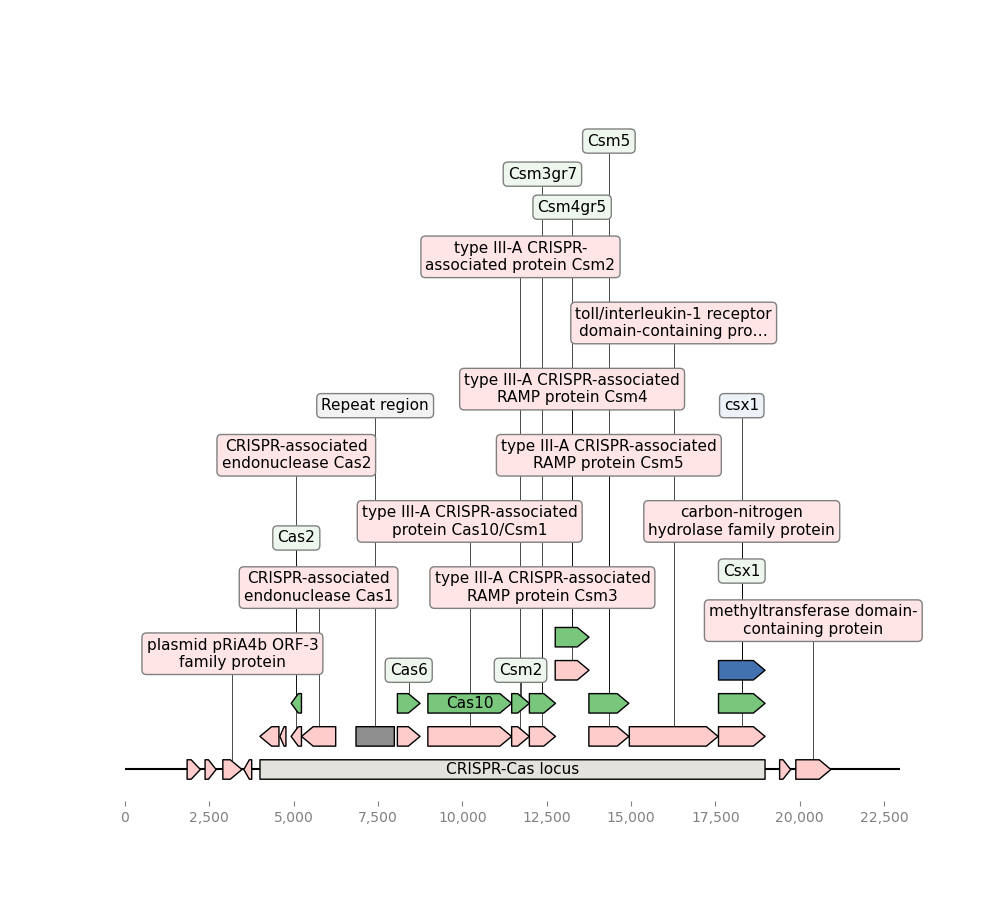 Csm5
Csm3gr7
Csm4gr5
type III-A CRISPR-
associated protein Csm2
toll/interleukin-1 receptor
domain-containing pro…
type III-A CRISPR-associated
RAMP protein Csm4
Repeat region
csx1
CRISPR-associated
endonuclease Cas2
type III-A CRISPR-associated
RAMP protein Csm5
type III-A CRISPR-associated
protein Cas10/Csm1
carbon-nitrogen
hydrolase family protein
Cas2
Csx1
CRISPR-associated
endonuclease Cas1
type III-A CRISPR-associated
RAMP protein Csm3
methyltransferase domain-
containing protein
plasmid pRiA4b ORF-3
family protein
Cas6
Csm2
Cas10
CRISPR-Cas locus
0
2,500
5,000
7,500
10,000
12,500
15,000
17,500
20,000
22,500